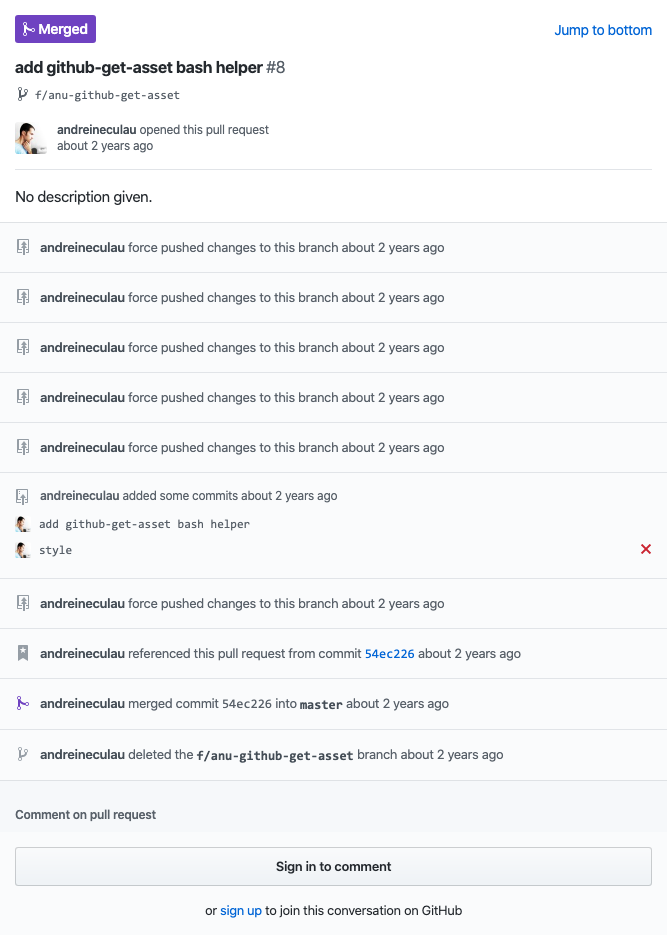 Merged
Jump to bottom
add github-get-asset bash helper #8
f/anu-github-get-asset
andreineculau opened this pull request
about 2 years ago
No description given.
andreineculau force pushed changes to this branch about 2 years ago
andreineculau force pushed changes to this branch about 2 years ago
andreineculau force pushed changes to this branch about 2 years ago
andreineculau force pushed changes to this branch about 2 years ago
andreineculau force pushed changes to this branch about 2 years ago
andreineculau added some commits about 2 years ago
add github-get-asset bash helper
style
andreineculau force pushed changes to this branch about 2 years ago
andreineculau referenced this pull request from commit 54ec226 about 2 years ago
andreineculau merged commit 54ec226 into master about 2 years ago
andreineculau deleted the f/anu-github-get-asset branch about 2 years ago
Comment on pull request
Sign in to comment
or sign up to join this conversation on GitHub